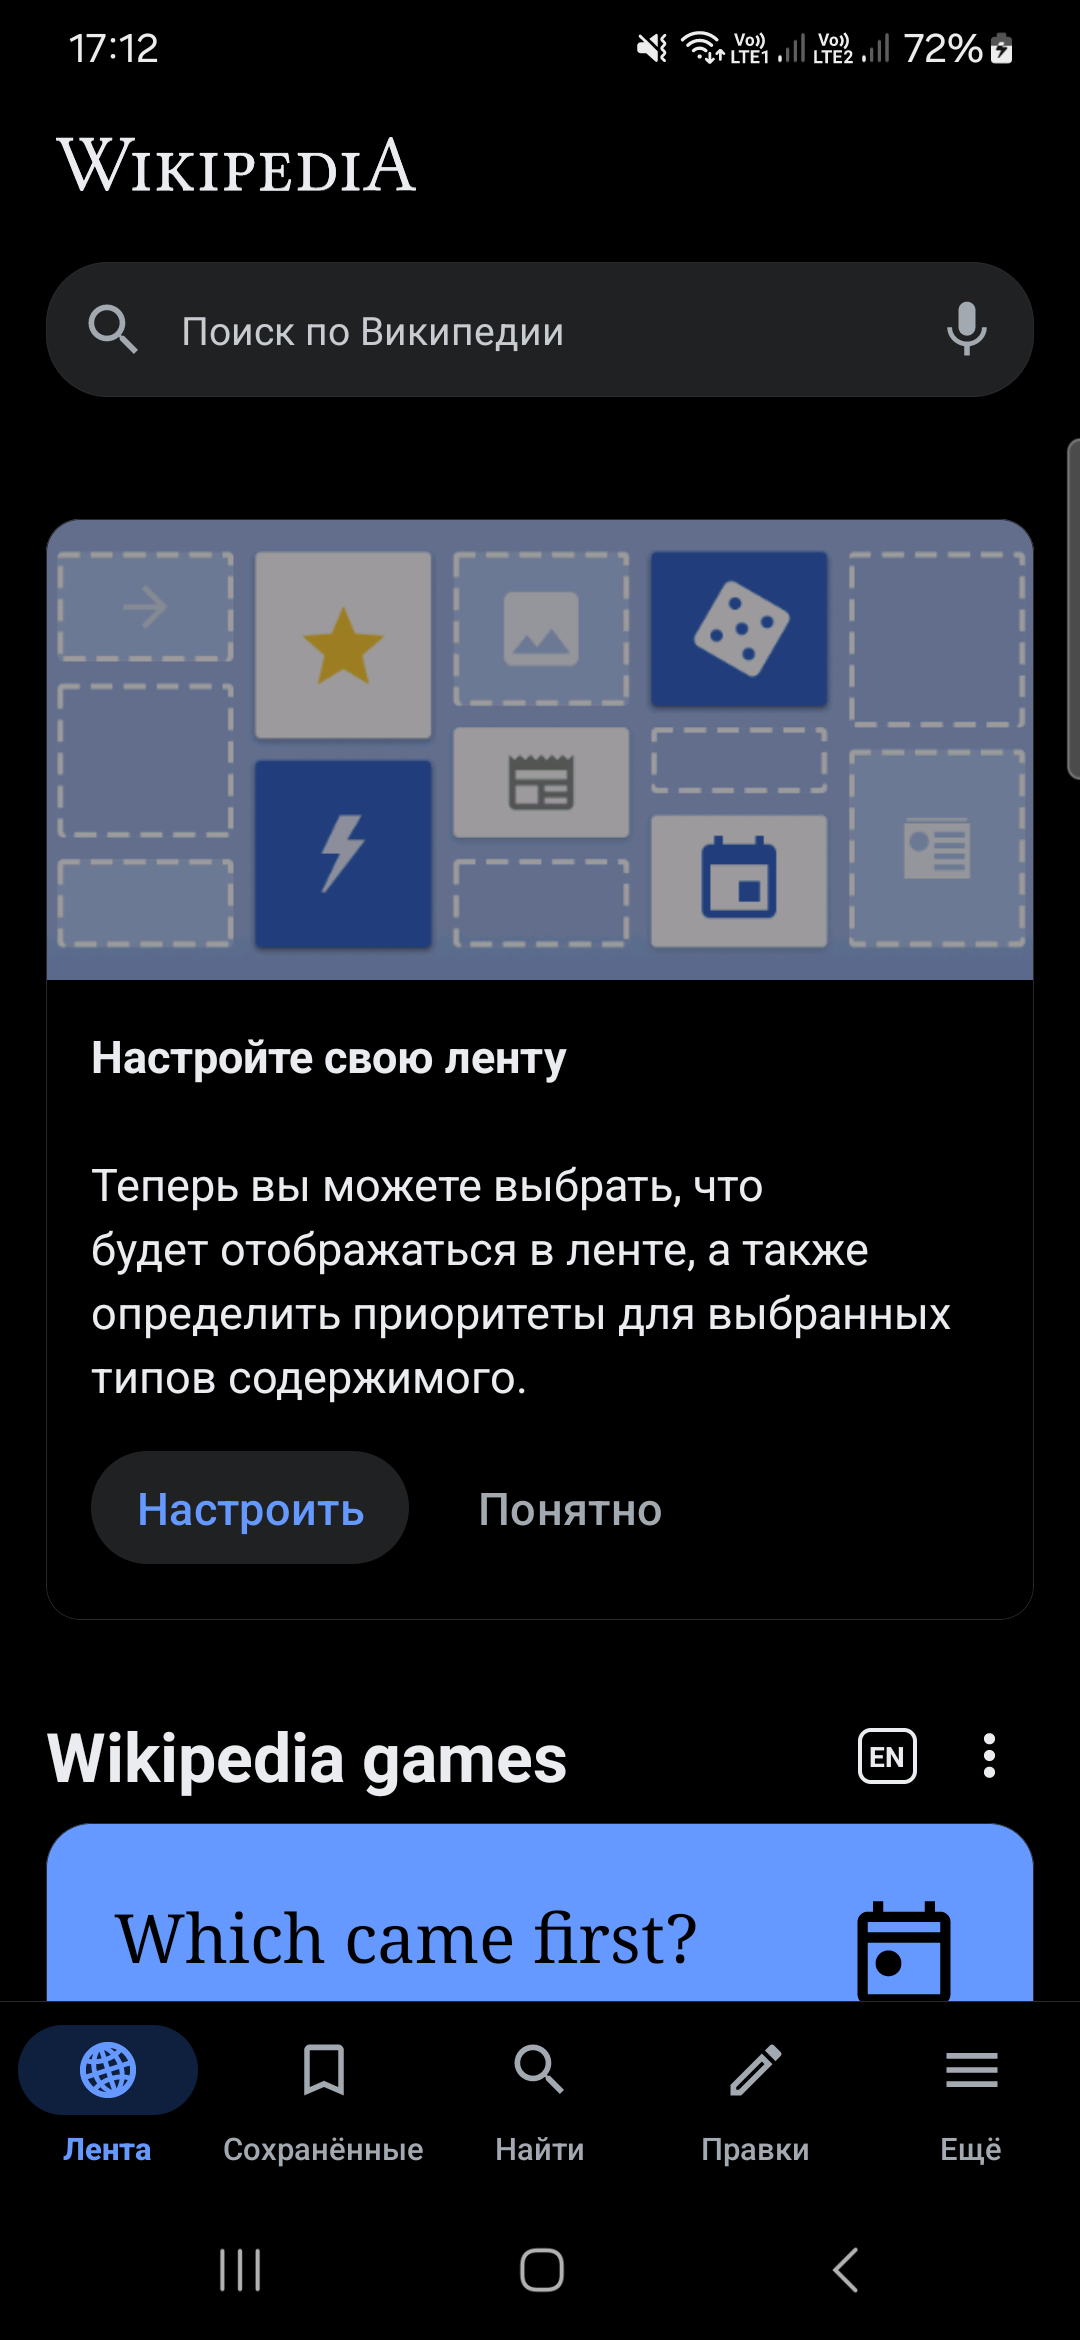 17:12
Vo)) LTE1 Vo)) LTE2 72%
WIKIPEDIA
Поиск по Википедии
Настройте свою ленту
Теперь вы можете выбрать, что
будет отображаться в ленте, а также
определить приоритеты для выбранных
типов содержимого.
Настроить Понятно
Wikipedia games EN
Which came first?
Лента Сохранённые Найти Правки Ещё